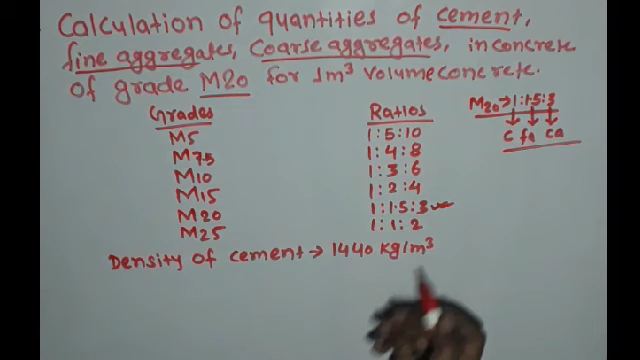 Calculation of quantities of cement,
fine aggregates, Coarse aggregates, in concrete
of grade M20 for 1m³ volume concrete.
Grades Ratios
M5 1:5:10
M7.5 1:4:8
M10 1:3:6
M15 1:2:4
M20 1:1.5:3
M25 1:1:2
M20→1:1.5:3
C fa ca
Density of cement → 1440 kg/m³